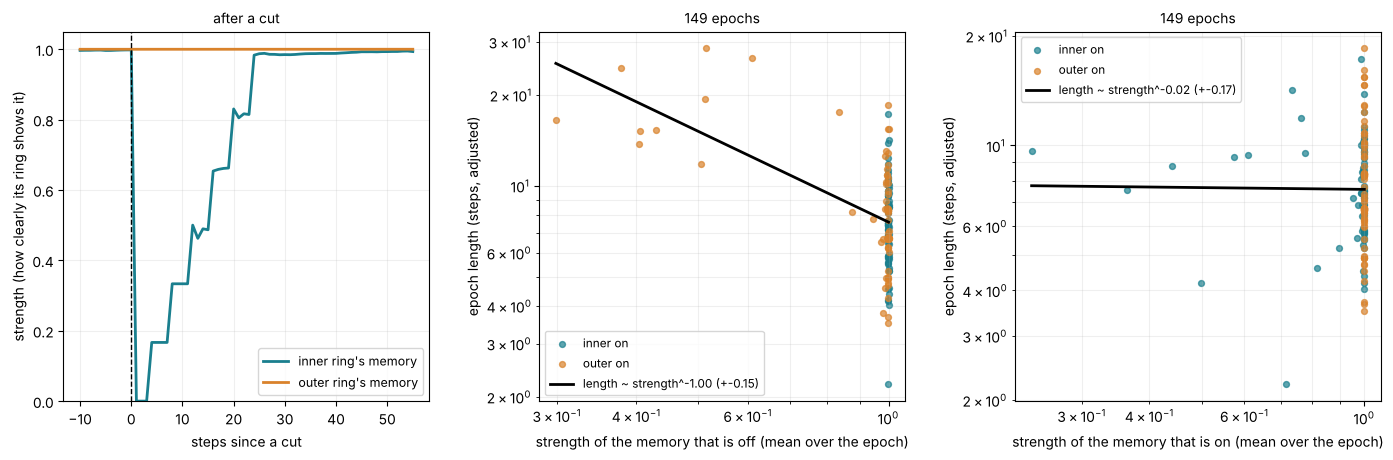 after a cut
strength (how clearly its ring shows it)
1.0
0.8
0.6
0.4
0.2
0.0
−10
0
10
20
30
40
50
steps since a cut
inner ring's memory
outer ring's memory
149 epochs
epoch length (steps, adjusted)
3 × 10¹
2 × 10¹
10¹
6 × 10⁰
4 × 10⁰
3 × 10⁰
2 × 10⁰
3 × 10⁻¹
4 × 10⁻¹
6 × 10⁻¹
10⁰
strength of the memory that is off (mean over the epoch)
inner on
outer on
length ~ strength^-1.00 (+-0.15)
149 epochs
epoch length (steps, adjusted)
2 × 10¹
10¹
6 × 10⁰
4 × 10⁰
3 × 10⁰
2 × 10⁰
3 × 10⁻¹
4 × 10⁻¹
6 × 10⁻¹
10⁰
strength of the memory that is on (mean over the epoch)
inner on
outer on
length ~ strength^-0.02 (+-0.17)